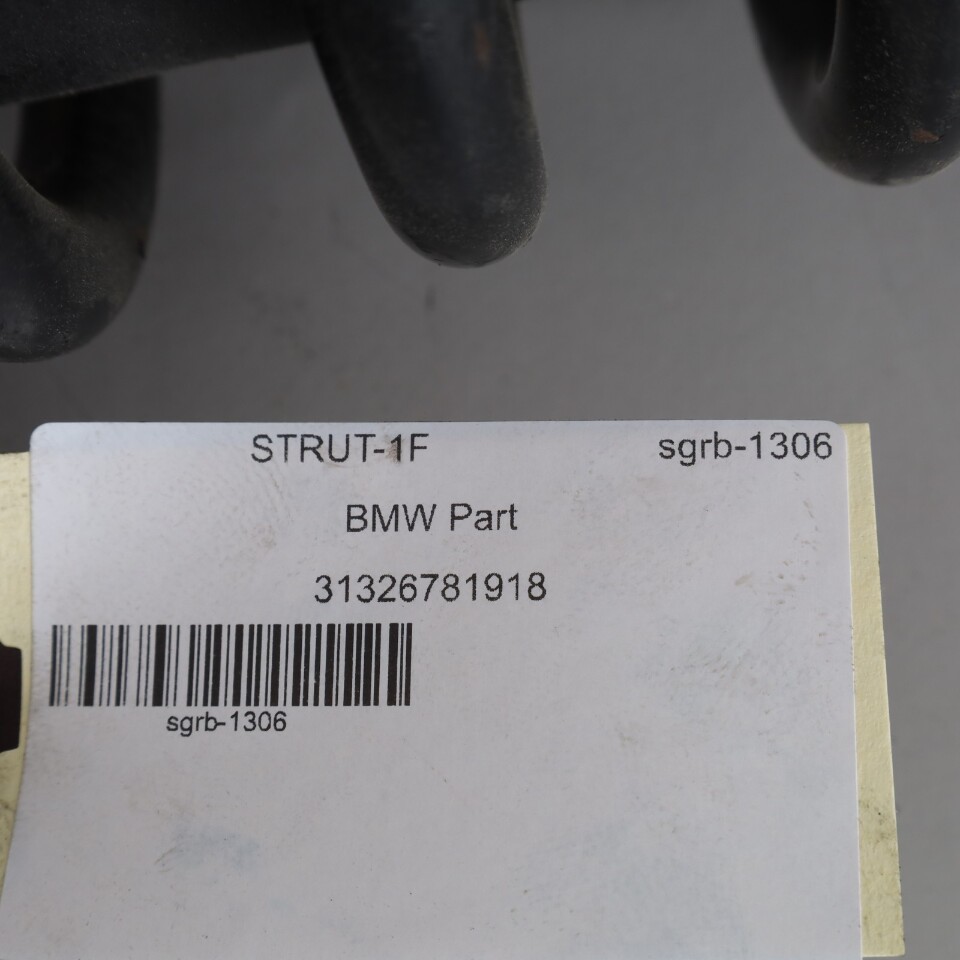 STRUT-1F sgrb-1306
BMW Part
31326781918
sgrb-1306